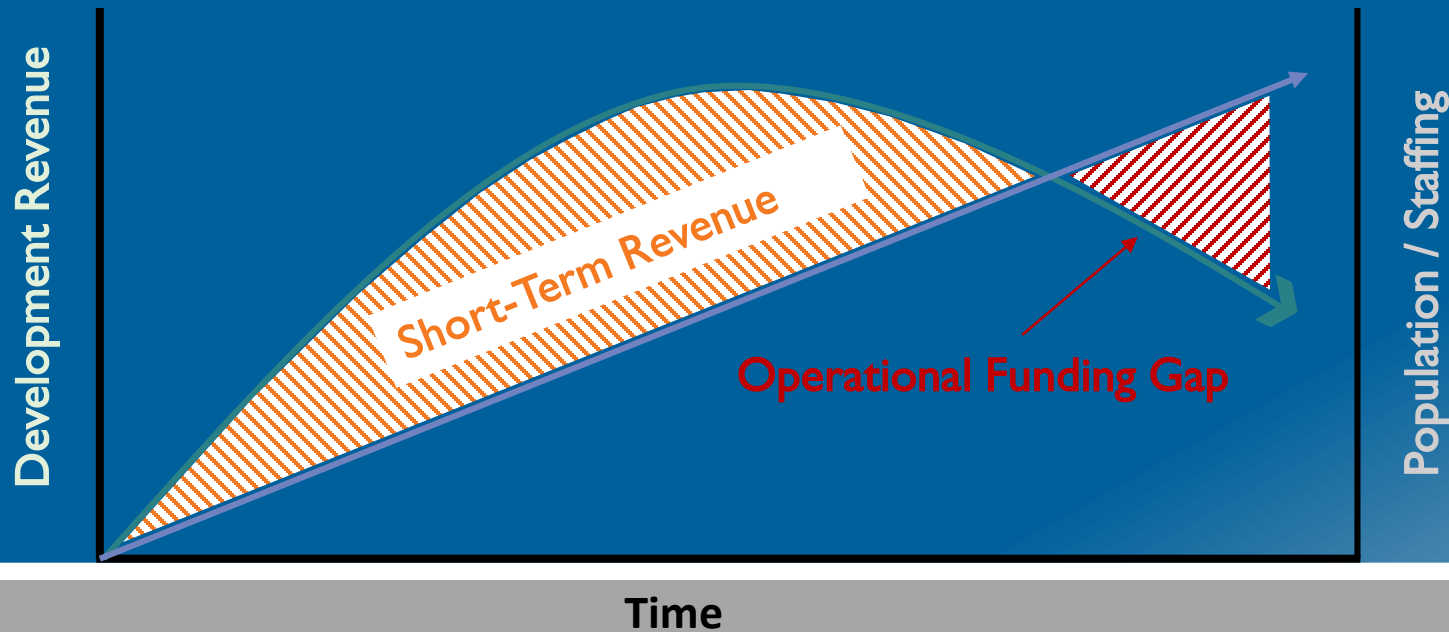 Development Revenue
Short-Term Revenue
Operational Funding Gap
Population / Staffing
Time